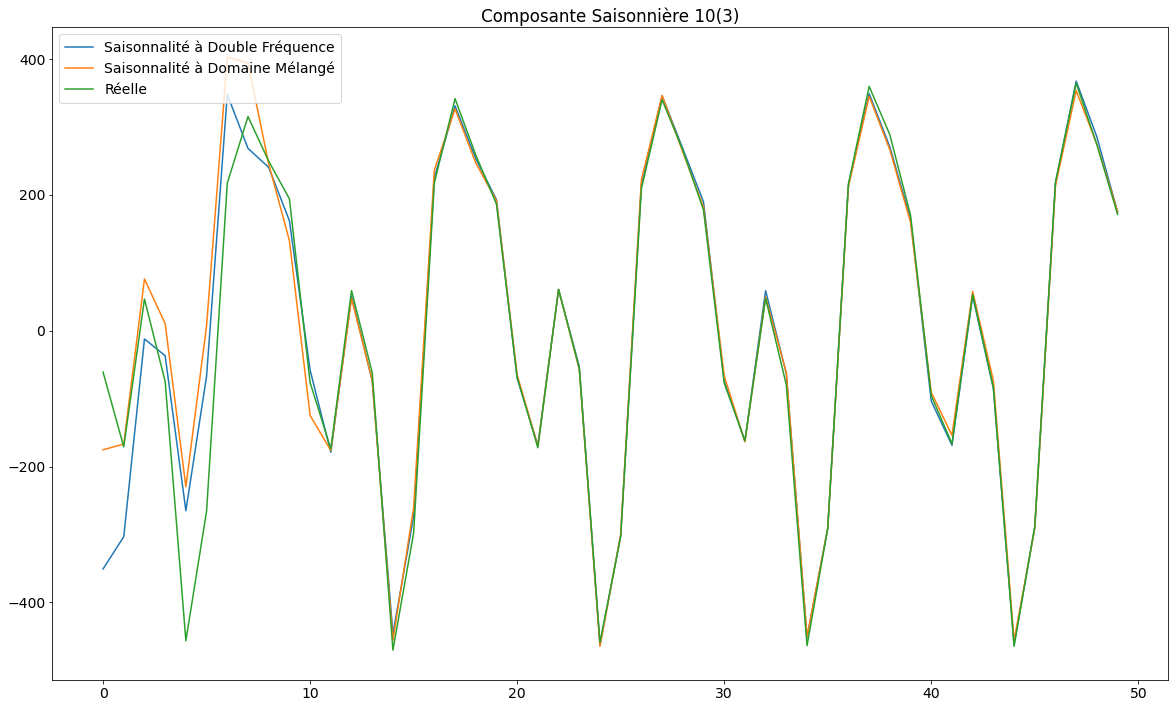 Composante Saisonnière 10(3)
Saisonnalité à Double Fréquence
Saisonnalité à Domaine Mélangé
Réelle
400
200
0
−200
−400
0 10 20 30 40 50